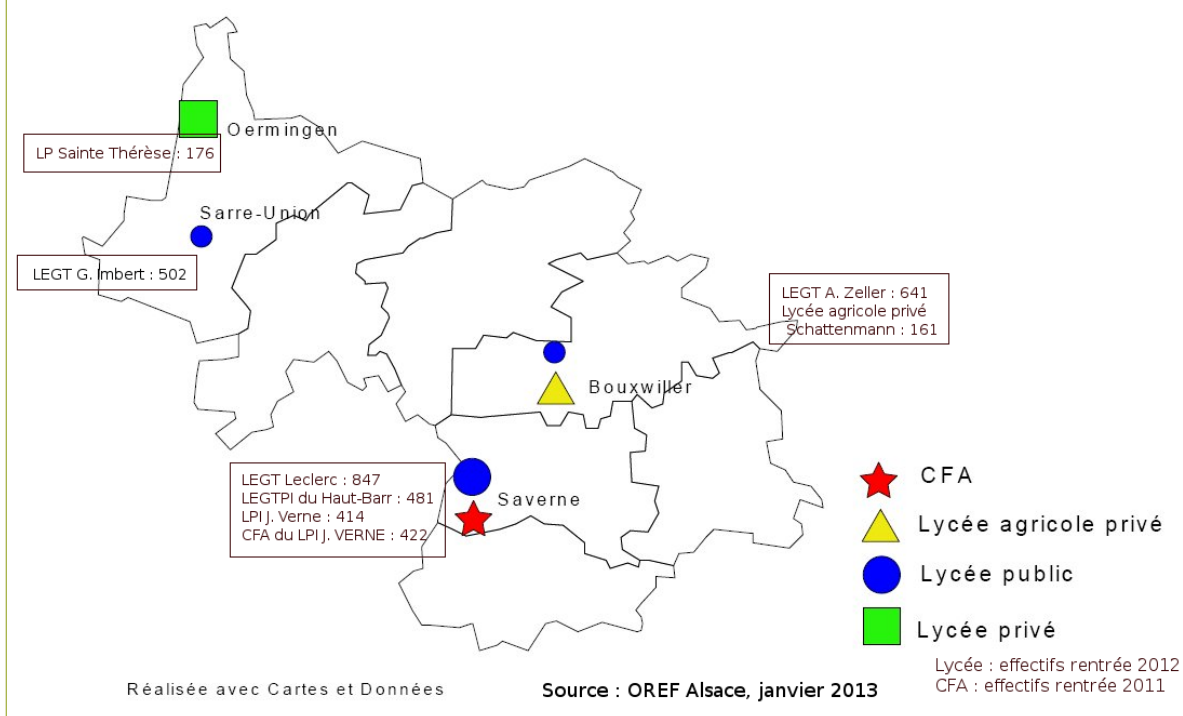 Oermingen
LP Sainte Thérèse : 176
Sarre-Union
LEGT G. Imbert : 502
LEGT A. Zeller : 641
Lycée agricole privé
Schattenmann : 161
Bouxwiller
LEGT Leclerc : 847
LEGTPI du Haut-Barr : 481
LPI J. Verne : 414
CFA du LPI J. VERNE : 422
Saverne
CFA
Lycée agricole privé
Lycée public
Lycée privé
Lycée : effectifs rentrée 2012
CFA : effectifs rentrée 2011
Réalisée avec Cartes et Données
Source : OREF Alsace, janvier 2013